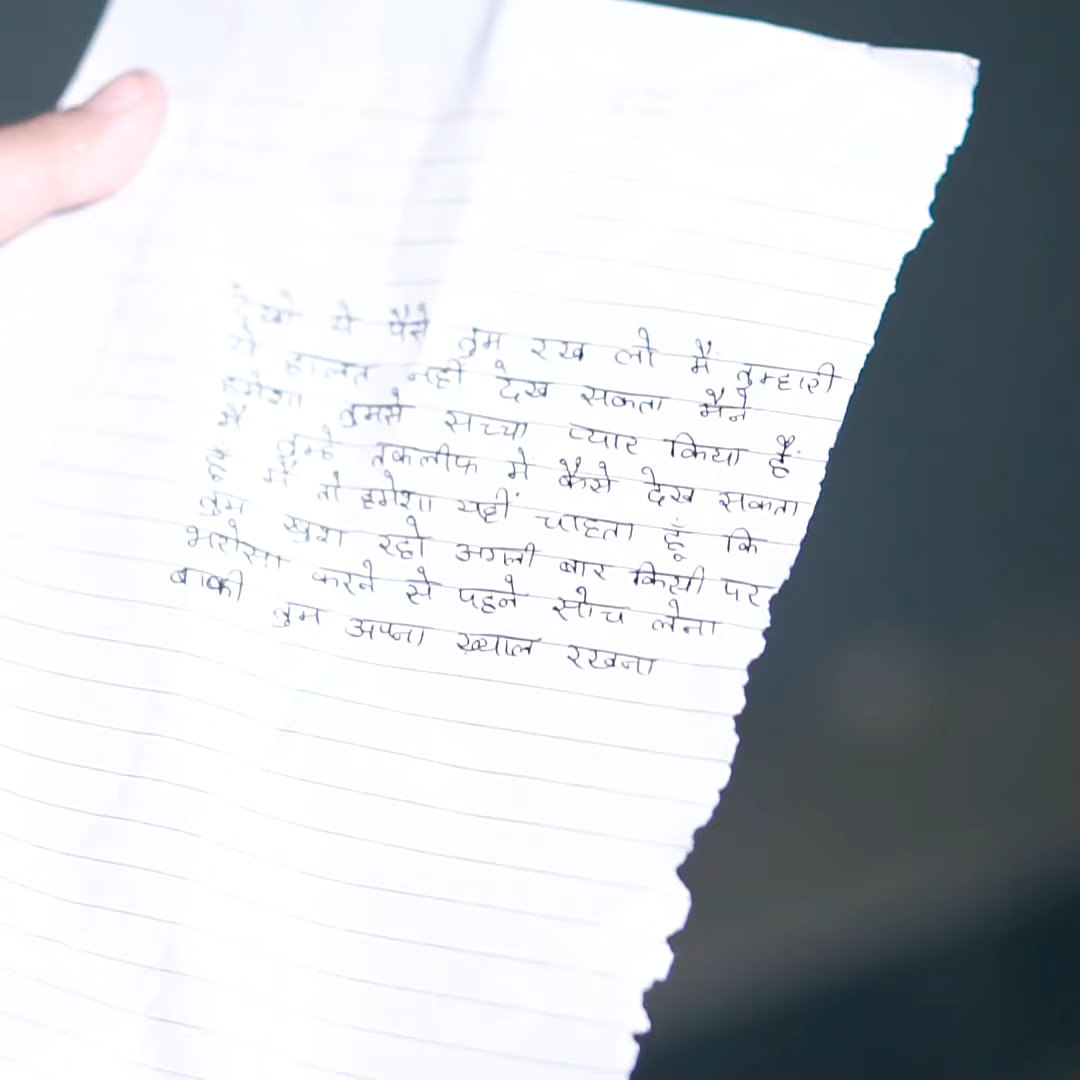 देखो ये पैसे तुम रख लो मैं तुम्हारी
ये हालत नहीं देख सकता मैंने
हमेशा तुमसे सच्चा प्यार किया हैं
मैं तुम्हे तकलीफ मे कैसे देख सकता
हूँ मैं तो हमेशा यहीं चाहता हूँ कि
तुम खुश रहो अगली बार किसी पर
भरोसा करने से पहले सोच लेना
बाकी तुम अपना ख़्याल रखना